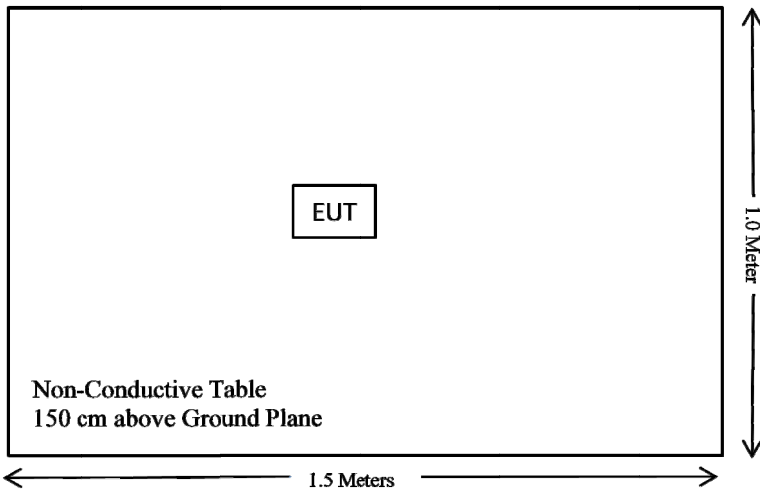 EUT
1.0 Meter
Non-Conductive Table
150 cm above Ground Plane
1.5 Meters